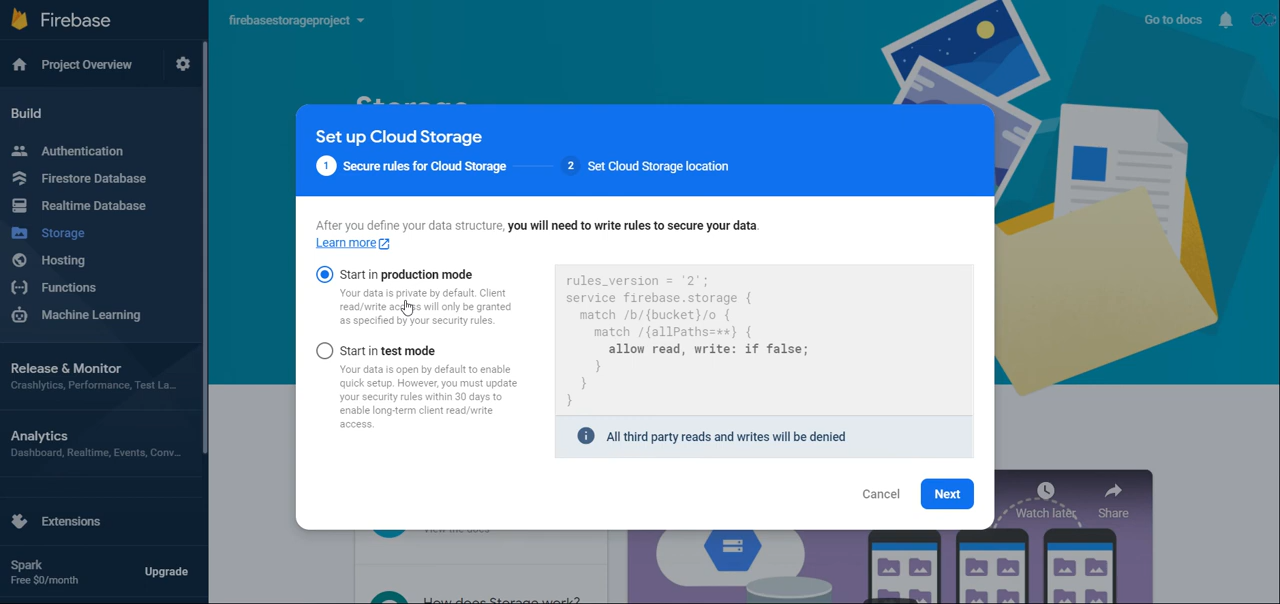 Firebase
firebasestorageproject
Go to docs
Project Overview
Build
Authentication
Firestore Database
Realtime Database
Storage
Hosting
Functions
Machine Learning
Release & Monitor
Crashlytics, Performance, Test La...
Analytics
Dashboard, Realtime, Events, Conv...
Extensions
Spark
Free $0/month
Upgrade
Storage
Set up Cloud Storage
1 Secure rules for Cloud Storage
2 Set Cloud Storage location
After you define your data structure, you will need to write rules to secure your data.
Learn more
Start in production mode
Your data is private by default. Client
read/write access will only be granted
as specified by your security rules.
Start in test mode
Your data is open by default to enable
quick setup. However, you must update
your security rules within 30 days to
enable long-term client read/write
access.
rules_version = '2';
service firebase.storage {
match /b/{bucket}/o {
match /{allPaths=**} {
allow read, write: if false;
}
}
}
All third party reads and writes will be denied
Cancel
Next
View the docs
How does Storage work?
Watch later
Share